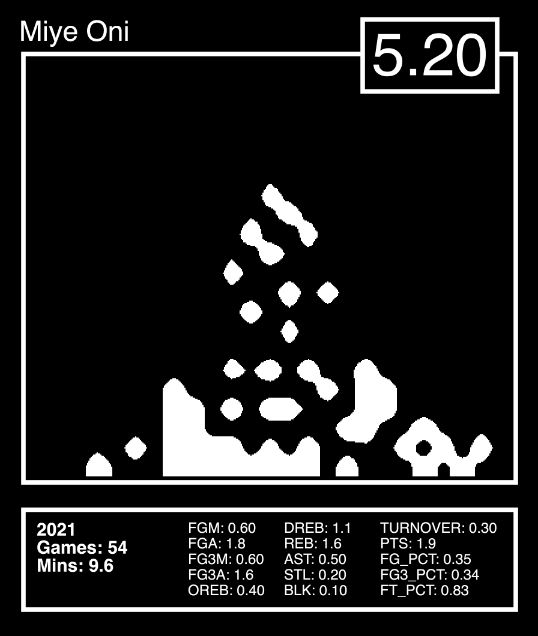 Miye Oni
5.20
2021
Games: 54
Mins: 9.6
FGM: 0.60
FGA: 1.8
FG3M: 0.60
FG3A: 1.6
OREB: 0.40
DREB: 1.1
REB: 1.6
AST: 0.50
STL: 0.20
BLK: 0.10
TURNOVER: 0.30
PTS: 1.9
FG_PCT: 0.35
FG3_PCT: 0.34
FT_PCT: 0.83